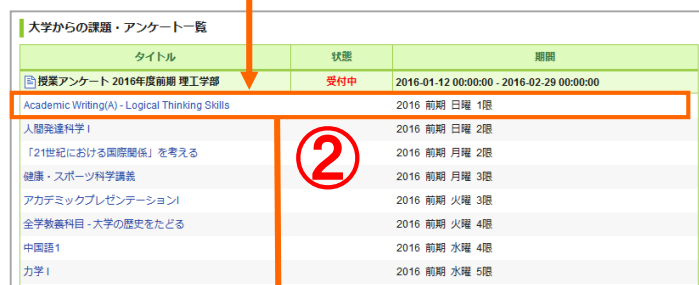 大学からの課題・アンケート一覧
タイトル 状態 期間
授業アンケート 2016年度前期 理工学部 受付中 2016-01-12 00:00:00 - 2016-02-29 00:00:00
Academic Writing(A) - Logical Thinking Skills 2016 前期 日曜 1限
人間発達科学 I 2016 前期 日曜 2限
「21世紀における国際関係」を考える 2016 前期 月曜 2限
健康・スポーツ科学講義 2016 前期 月曜 3限
アカデミックプレゼンテーションI 2016 前期 火曜 3限
全学教養科目 - 大学の歴史をたどる 2016 前期 火曜 4限
中国語1 2016 前期 水曜 4限
力学 I 2016 前期 水曜 5限
②